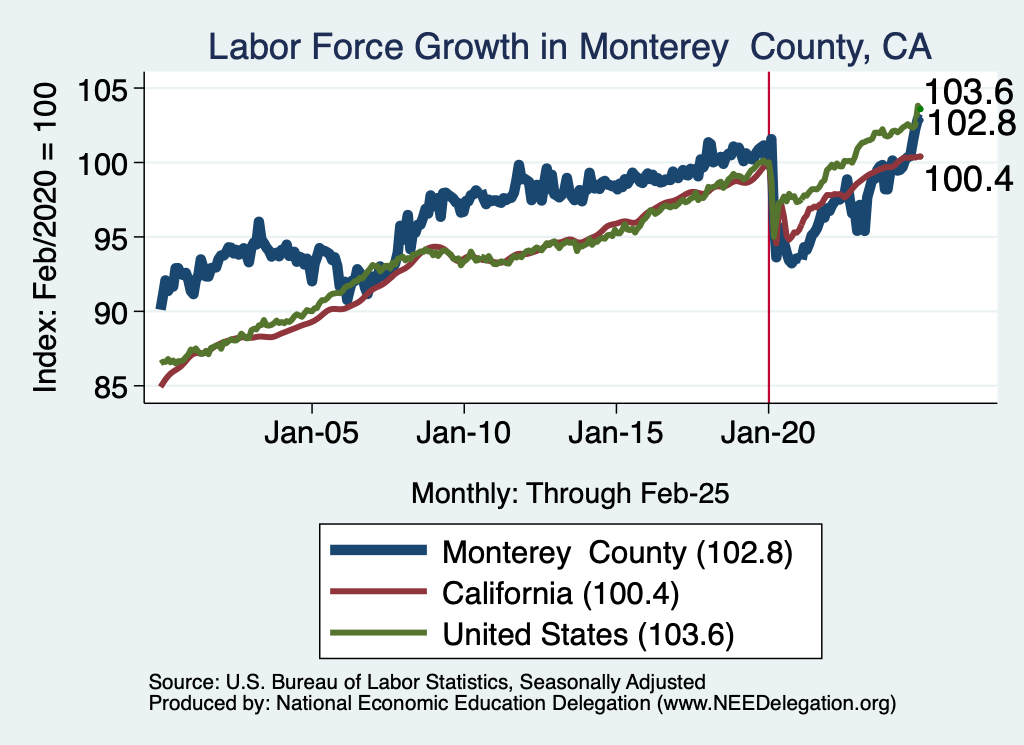 Labor Force Growth in Monterey  County, CA
Index: Feb/2020 = 100
105
100
95
90
85
103.6
102.8
100.4
Jan-05 Jan-10 Jan-15 Jan-20
Monthly: Through Feb-25
Monterey  County (102.8)
California (100.4)
United States (103.6)
Source: U.S. Bureau of Labor Statistics, Seasonally Adjusted
Produced by: National Economic Education Delegation (www.NEEDelegation.org)